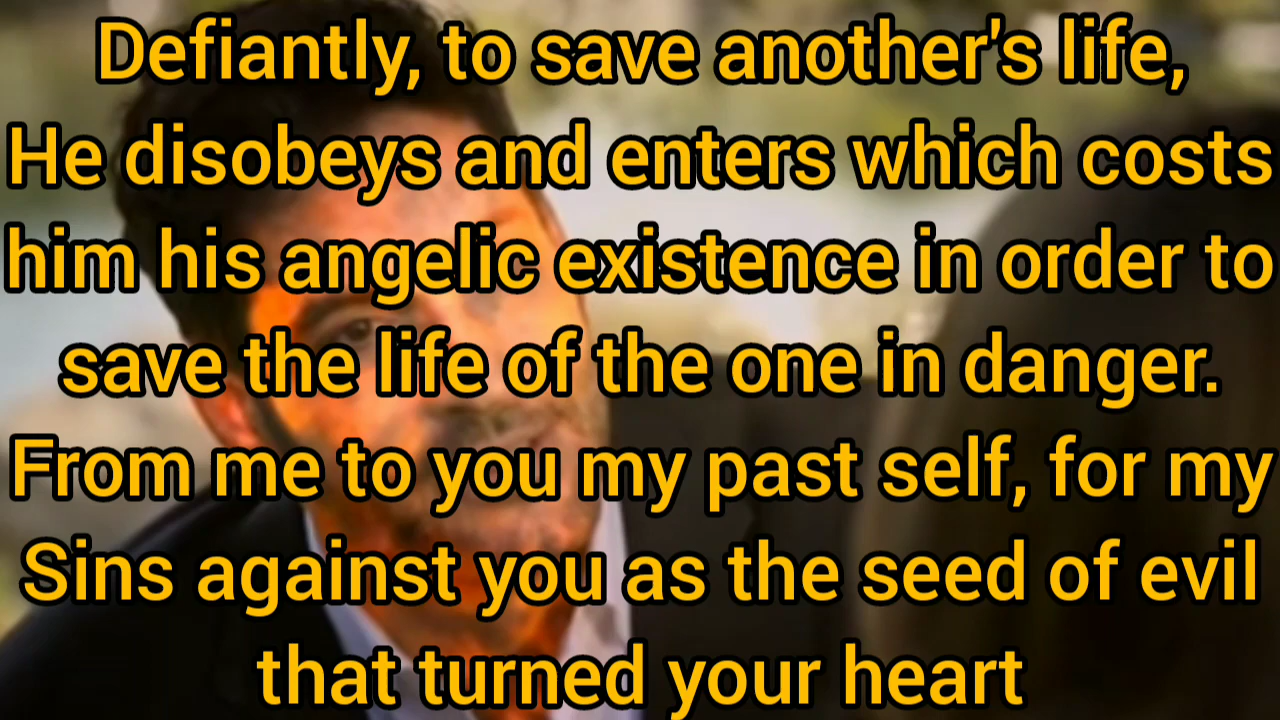 Defiantly, to save another's life,
He disobeys and enters which costs
him his angelic existence in order to
save the life of the one in danger.
From me to you my past self, for my
Sins against you as the seed of evil
that turned your heart